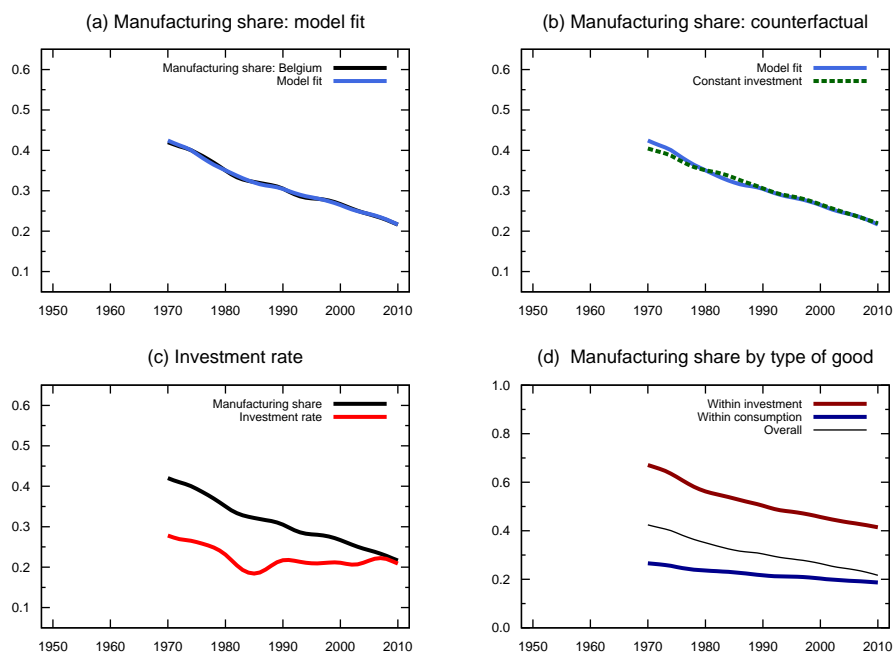 (a) Manufacturing share: model fit
0.6
0.5
0.4
0.3
0.2
0.1
Manufacturing share: Belgium
Model fit
1950 1960 1970 1980 1990 2000 2010
(b) Manufacturing share: counterfactual
0.6
0.5
0.4
0.3
0.2
0.1
Model fit
Constant investment
1950 1960 1970 1980 1990 2000 2010
(c) Investment rate
0.6
0.5
0.4
0.3
0.2
0.1
Manufacturing share
Investment rate
1950 1960 1970 1980 1990 2000 2010
(d) Manufacturing share by type of good
1.0
0.8
0.6
0.4
0.2
0.0
Within investment
Within consumption
Overall
1950 1960 1970 1980 1990 2000 2010